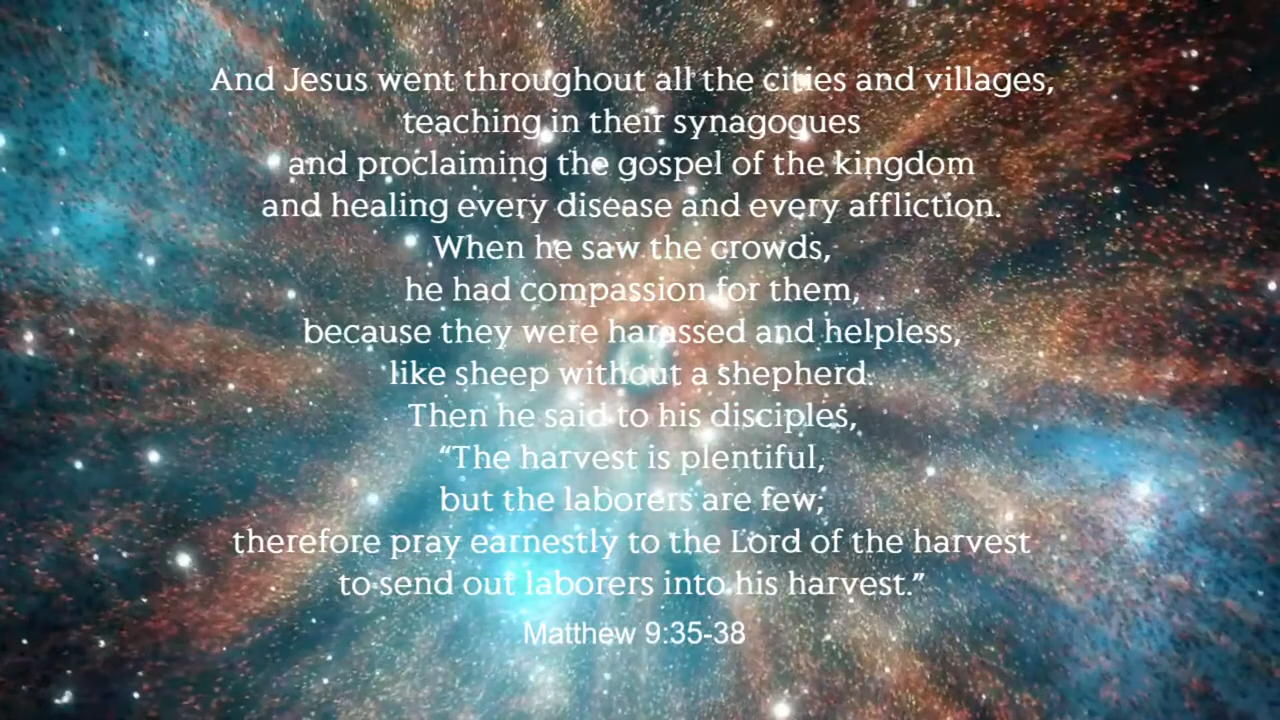 And Jesus went throughout all the cities and villages,
teaching in their synagogues
and proclaiming the gospel of the kingdom
and healing every disease and every affliction.
When he saw the crowds,
he had compassion for them,
because they were harassed and helpless,
like sheep without a shepherd.
Then he said to his disciples,
“The harvest is plentiful,
but the laborers are few;
therefore pray earnestly to the Lord of the harvest
to send out laborers into his harvest.”
Matthew 9:35-38